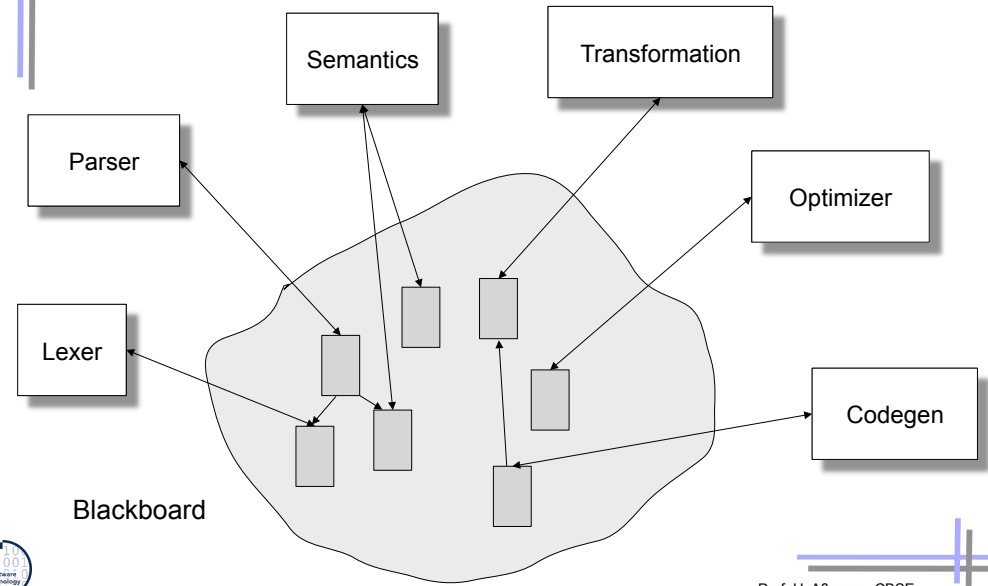 Semantics
Transformation
Parser
Optimizer
Lexer
Codegen
Blackboard